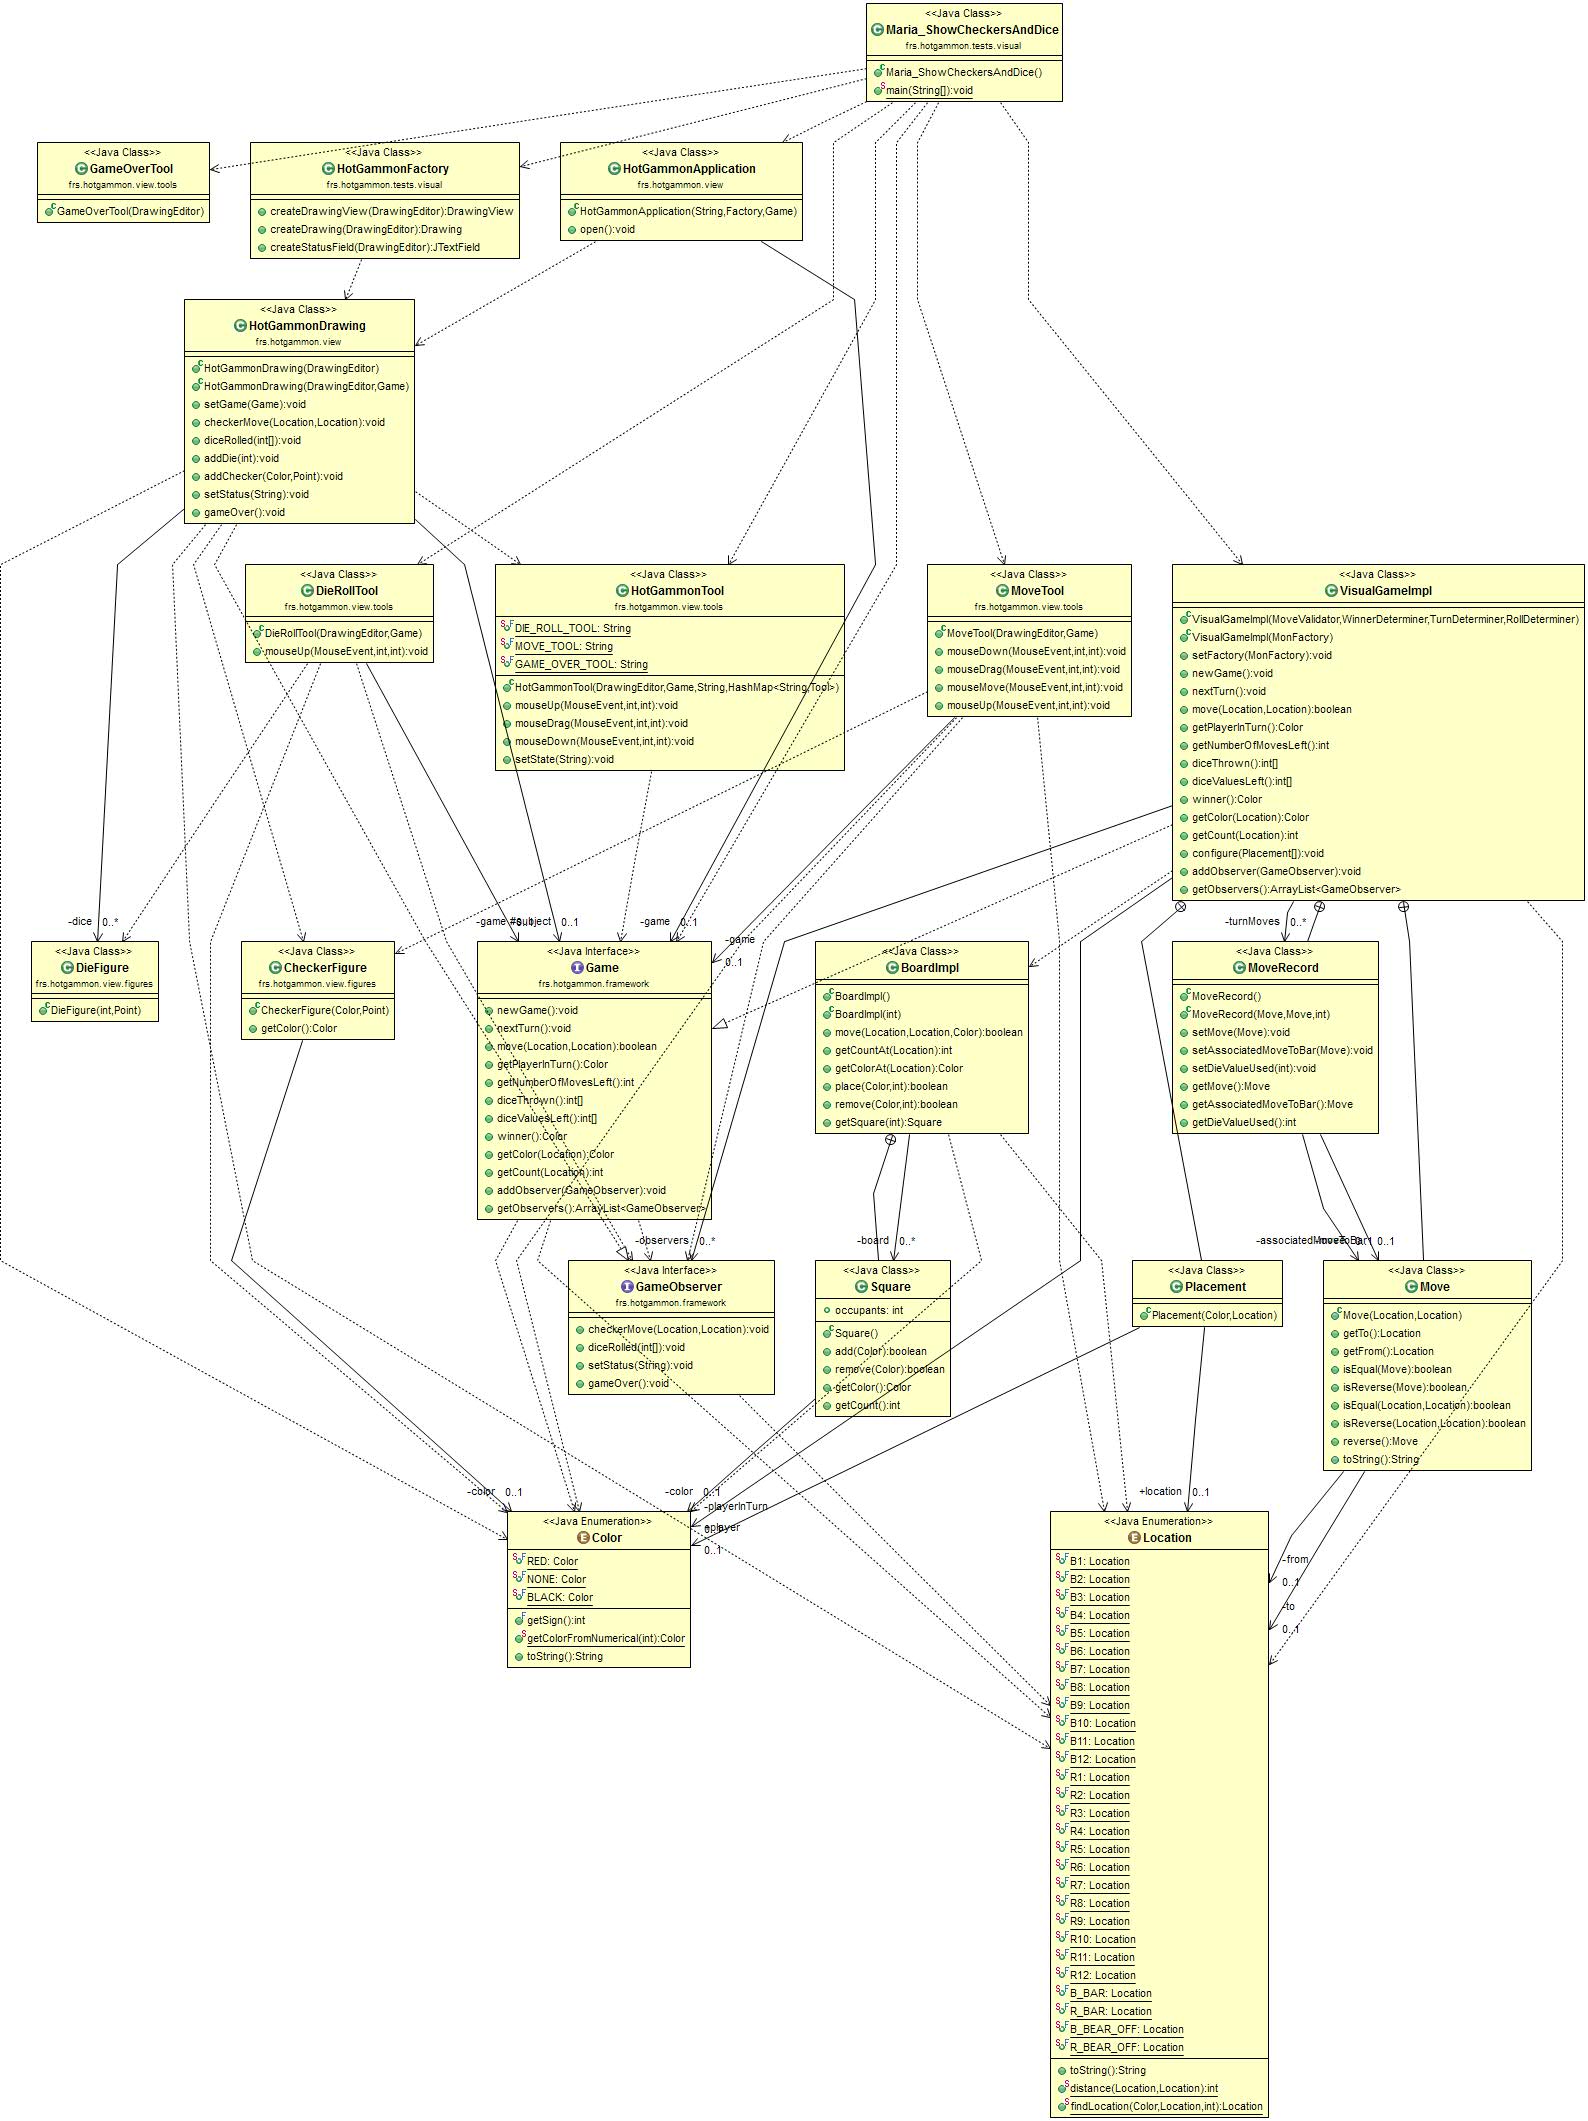 <<Java Class>>
Maria_ShowCheckersAndDice
frs.hotgammon.tests.visual
Maria_ShowCheckersAndDice()
main(String[]):void
<<Java Class>>
GameOverTool
frs.hotgammon.view.tools
GameOverTool(DrawingEditor)
<<Java Class>>
HotGammonFactory
frs.hotgammon.tests.visual
createDrawingView(DrawingEditor):DrawingView
createDrawing(DrawingEditor):Drawing
createStatusField(DrawingEditor):JTextField
<<Java Class>>
HotGammonApplication
frs.hotgammon.view
HotGammonApplication(String,Factory,Game)
open():void
<<Java Class>>
HotGammonDrawing
frs.hotgammon.view
HotGammonDrawing(DrawingEditor)
HotGammonDrawing(DrawingEditor,Game)
setGame(Game):void
checkerMove(Location,Location):void
diceRolled(int[]):void
addDie(int):void
addChecker(Color,Point):void
setStatus(String):void
gameOver():void
<<Java Class>>
DieRollTool
frs.hotgammon.view.tools
DieRollTool(DrawingEditor,Game)
mouseUp(MouseEvent,int,int):void
<<Java Class>>
HotGammonTool
frs.hotgammon.view.tools
DIE_ROLL_TOOL: String
MOVE_TOOL: String
GAME_OVER_TOOL: String
HotGammonTool(DrawingEditor,Game,String,HashMap<String,Tool>)
mouseUp(MouseEvent,int,int):void
mouseDrag(MouseEvent,int,int):void
mouseDown(MouseEvent,int,int):void
setState(String):void
<<Java Class>>
MoveTool
frs.hotgammon.view.tools
MoveTool(DrawingEditor,Game)
mouseDown(MouseEvent,int,int):void
mouseDrag(MouseEvent,int,int):void
mouseMove(MouseEvent,int,int):void
mouseUp(MouseEvent,int,int):void
<<Java Class>>
VisualGameImpl
VisualGameImpl(MoveValidator,WinnerDeterminer,TurnDeterminer,RollDeterminer)
VisualGameImpl(MonFactory)
setFactory(MonFactory):void
newGame():void
nextTurn():void
move(Location,Location):boolean
getPlayerInTurn():Color
getNumberOfMovesLeft():int
diceThrown():int[]
diceValuesLeft():int[]
winner():Color
getColor(Location):Color
getCount(Location):int
configure(Placement[]):void
addObserver(GameObserver):void
getObservers():ArrayList<GameObserver>
-dice 0..*
-game #subject 0..1
-game 0..1
-game
0..1
-turnMoves 0..*
<<Java Class>>
DieFigure
frs.hotgammon.view.figures
DieFigure(int,Point)
<<Java Class>>
CheckerFigure
frs.hotgammon.view.figures
CheckerFigure(Color,Point)
getColor():Color
<<Java Interface>>
Game
frs.hotgammon.framework
newGame():void
nextTurn():void
move(Location,Location):boolean
getPlayerInTurn():Color
getNumberOfMovesLeft():int
diceThrown():int[]
diceValuesLeft():int[]
winner():Color
getColor(Location):Color
getCount(Location):int
addObserver(GameObserver):void
getObservers():ArrayList<GameObserver>
<<Java Class>>
BoardImpl
BoardImpl()
BoardImpl(int)
move(Location,Location,Color):boolean
getCountAt(Location):int
getColorAt(Location):Color
place(Color,int):boolean
remove(Color,int):boolean
getSquare(int):Square
<<Java Class>>
MoveRecord
MoveRecord()
MoveRecord(Move,Move,int)
setMove(Move):void
setAssociatedMoveToBar(Move):void
setDieValueUsed(int):void
getMove():Move
getAssociatedMoveToBar():Move
getDieValueUsed():int
-observers 0..*
-board 0..*
-associatedMoveToBar 0..1
<<Java Interface>>
GameObserver
frs.hotgammon.framework
checkerMove(Location,Location):void
diceRolled(int[]):void
setStatus(String):void
gameOver():void
<<Java Class>>
Square
occupants: int
Square()
add(Color):boolean
remove(Color):boolean
getColor():Color
getCount():int
<<Java Class>>
Placement
Placement(Color,Location)
<<Java Class>>
Move
Move(Location,Location)
getTo():Location
getFrom():Location
isEqual(Move):boolean
isReverse(Move):boolean
isEqual(Location,Location):boolean
isReverse(Location,Location):boolean
reverse():Move
toString():String
-color 0..1
-color 0..1
-playerInTurn
+player
0..1
+location 0..1
-from
0..1
-to
0..1
<<Java Enumeration>>
Color
RED: Color
NONE: Color
BLACK: Color
getSign():int
getColorFromNumerical(int):Color
toString():String
<<Java Enumeration>>
Location
B1: Location
B2: Location
B3: Location
B4: Location
B5: Location
B6: Location
B7: Location
B8: Location
B9: Location
B10: Location
B11: Location
B12: Location
R1: Location
R2: Location
R3: Location
R4: Location
R5: Location
R6: Location
R7: Location
R8: Location
R9: Location
R10: Location
R11: Location
R12: Location
B_BAR: Location
R_BAR: Location
B_BEAR_OFF: Location
R_BEAR_OFF: Location
toString():String
distance(Location,Location):int
findLocation(Color,Location,int):Location